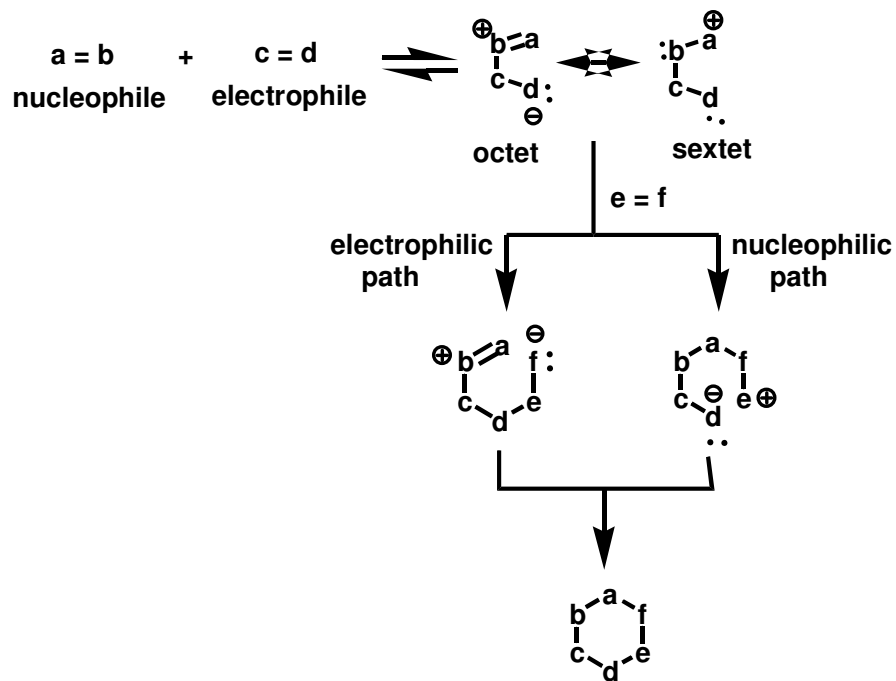 a = b + c = d
nucleophile electrophile
⊕
b = a
c d :
⊖
octet
⊕
: b a
c d
..
sextet
e = f
electrophilic
path
nucleophilic
path
⊕ b = a f ⊖ :
c d e
a
b f
c d ⊖ e ⊕
..
a
b f
c e
d